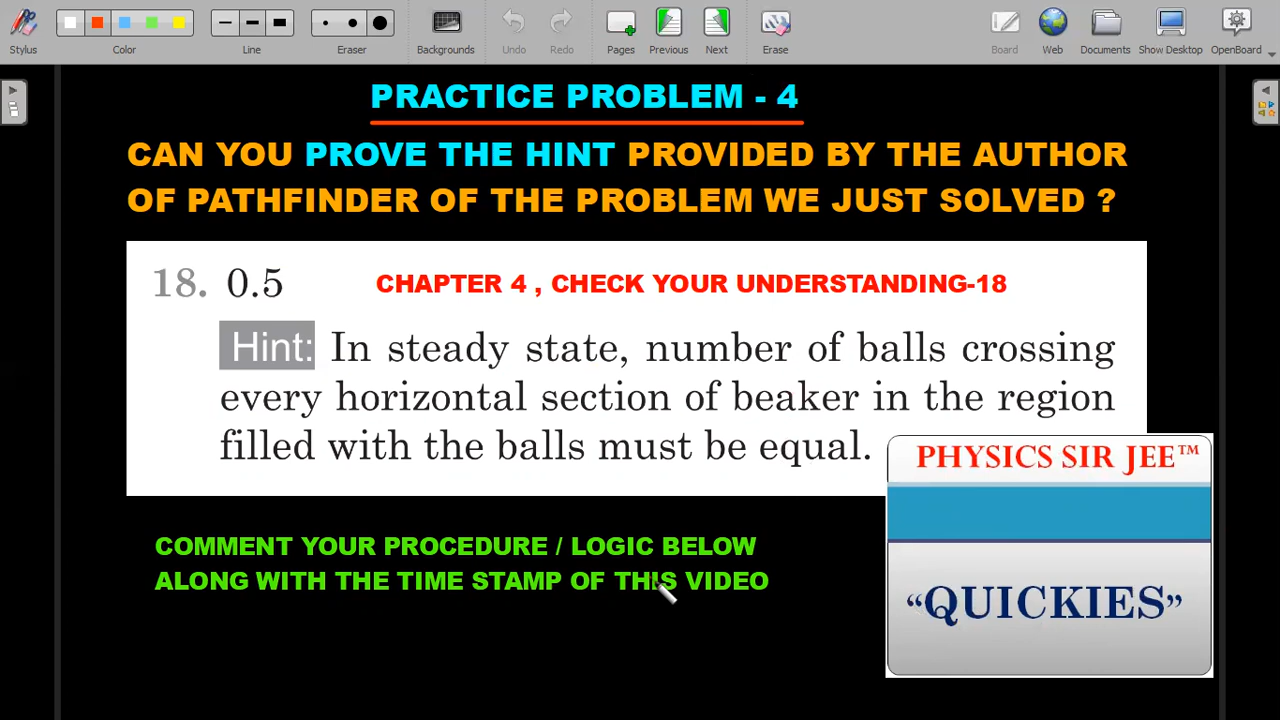 Stylus
Color
Line
Eraser
Backgrounds
Undo
Redo
Pages
Previous
Next
Erase
Board
Web
Documents
Show Desktop
OpenBoard
PRACTICE PROBLEM - 4
CAN YOU PROVE THE HINT PROVIDED BY THE AUTHOR
OF PATHFINDER OF THE PROBLEM WE JUST SOLVED ?
18. 0.5
CHAPTER 4 , CHECK YOUR UNDERSTANDING-18
Hint: In steady state, number of balls crossing
every horizontal section of beaker in the region
filled with the balls must be equal.
PHYSICS SIR JEE™
"QUICKIES"
COMMENT YOUR PROCEDURE / LOGIC BELOW
ALONG WITH THE TIME STAMP OF THIS VIDEO